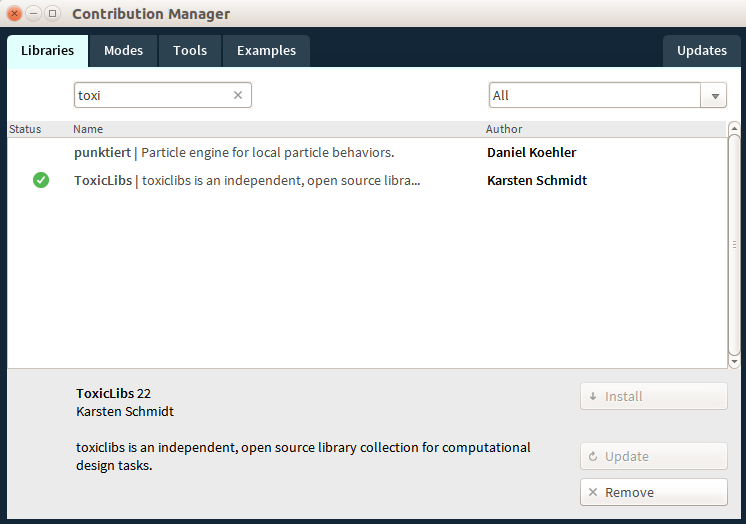 Contribution Manager
Libraries Modes Tools Examples Updates
toxi All
Status Name Author
punktiert | Particle engine for local particle behaviors. Daniel Koehler
ToxicLibs | toxiclibs is an independent, open source libra... Karsten Schmidt
ToxicLibs 22
Install
Karsten Schmidt
toxiclibs is an independent, open source library collection for computational
design tasks.
Update
Remove